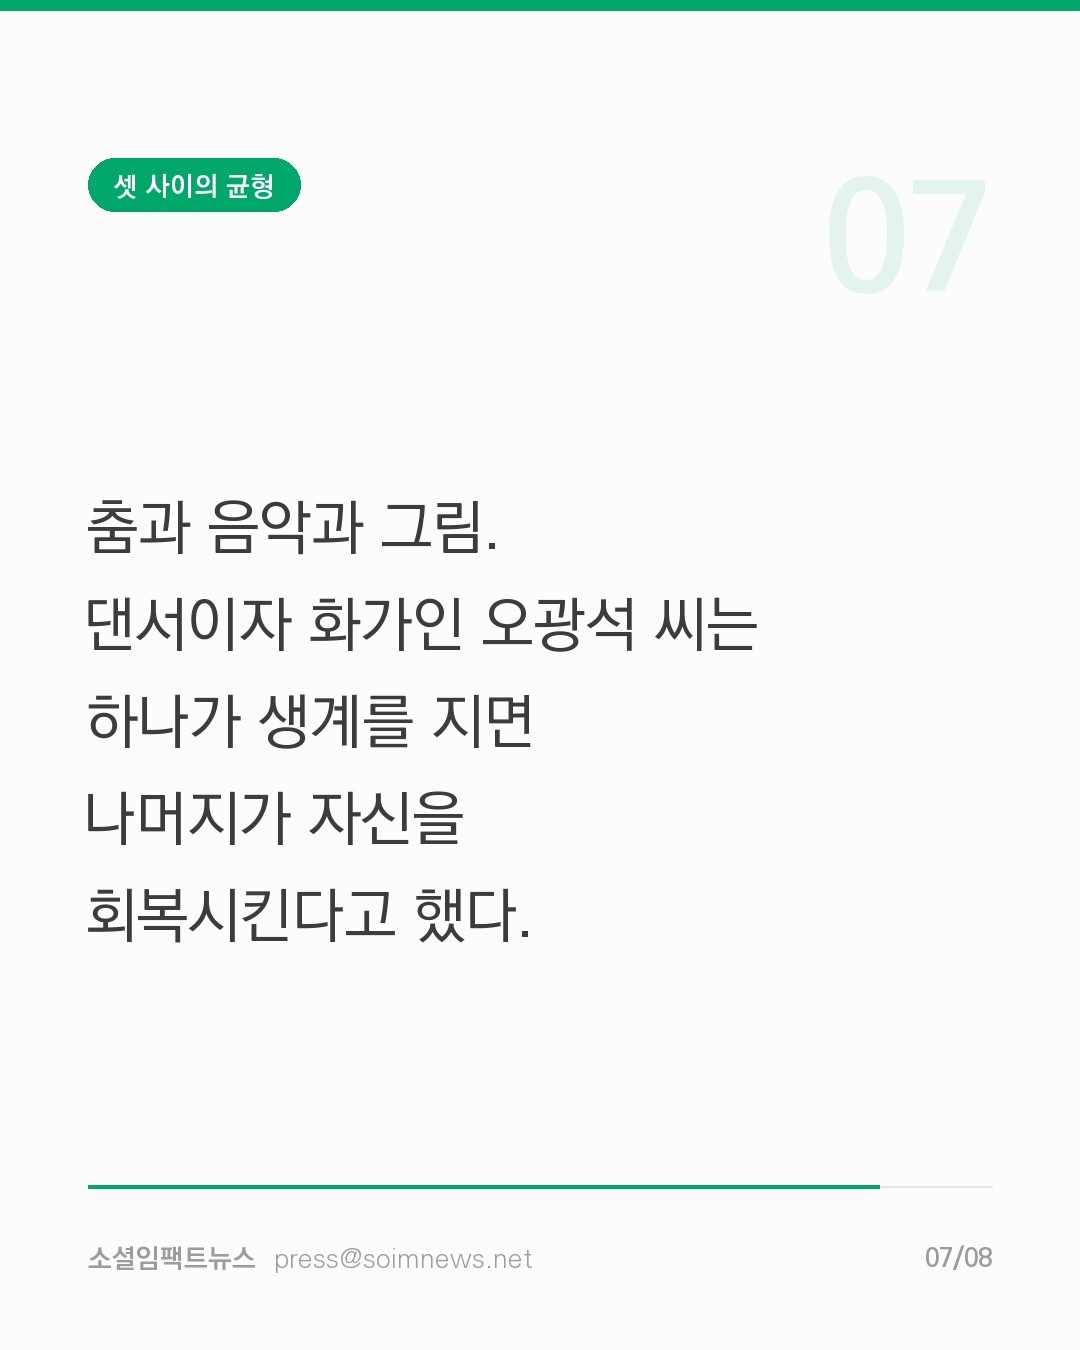 셋 사이의 균형
07
춤과 음악과 그림.
댄서이자 화가인 오광석 씨는
하나가 생계를 지면
나머지가 자신을
회복시킨다고 했다.
소셜임팩트뉴스 press@soimnews.net
07/08